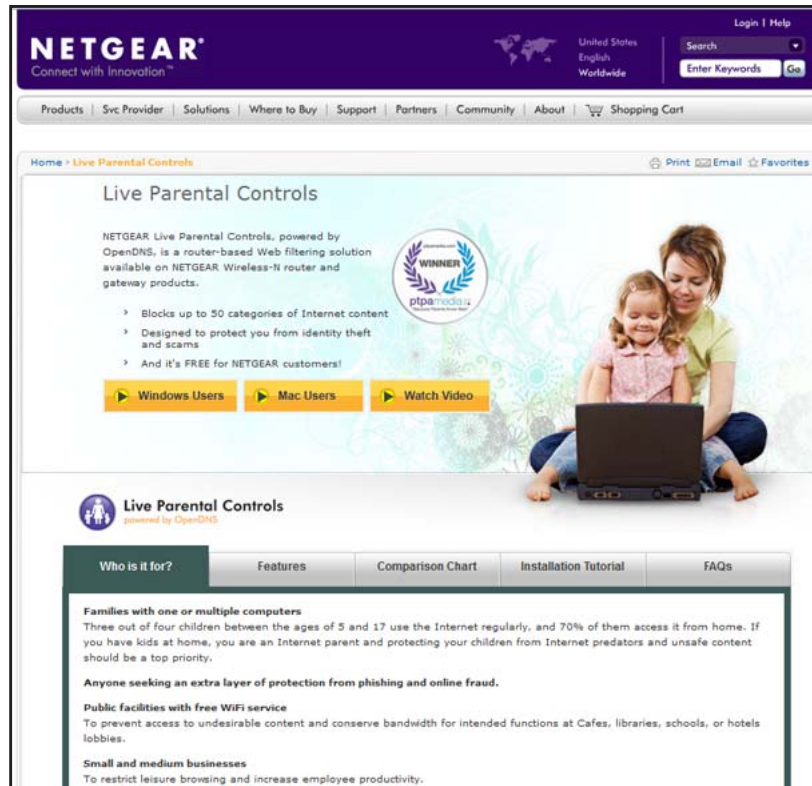 Login | Help
NETGEAR®
Connect with Innovation™
United States
English
Worldwide
Search
Enter Keywords Go
Products | Svc Provider | Solutions | Where to Buy | Support | Partners | Community | About | Shopping Cart
Home › Live Parental Controls
Print Email Favorites
Live Parental Controls
NETGEAR Live Parental Controls, powered by
OpenDNS, is a router-based Web filtering solution
available on NETGEAR Wireless-N router and
gateway products.
› Blocks up to 50 categories of Internet content
› Designed to protect you from identity theft
and scams
› And it's FREE for NETGEAR customers!
WINNER
ptpamedia
Windows Users
Mac Users
Watch Video
Live Parental Controls
powered by OpenDNS
Who is it for?
Features
Comparison Chart
Installation Tutorial
FAQs
Families with one or multiple computers
Three out of four children between the ages of 5 and 17 use the Internet regularly, and 70% of them access it from home. If
you have kids at home, you are an Internet parent and protecting your children from Internet predators and unsafe content
should be a top priority.
Anyone seeking an extra layer of protection from phishing and online fraud.
Public facilities with free WiFi service
To prevent access to undesirable content and conserve bandwidth for intended functions at Cafes, libraries, schools, or hotels
lobbies.
Small and medium businesses
To restrict leisure browsing and increase employee productivity.